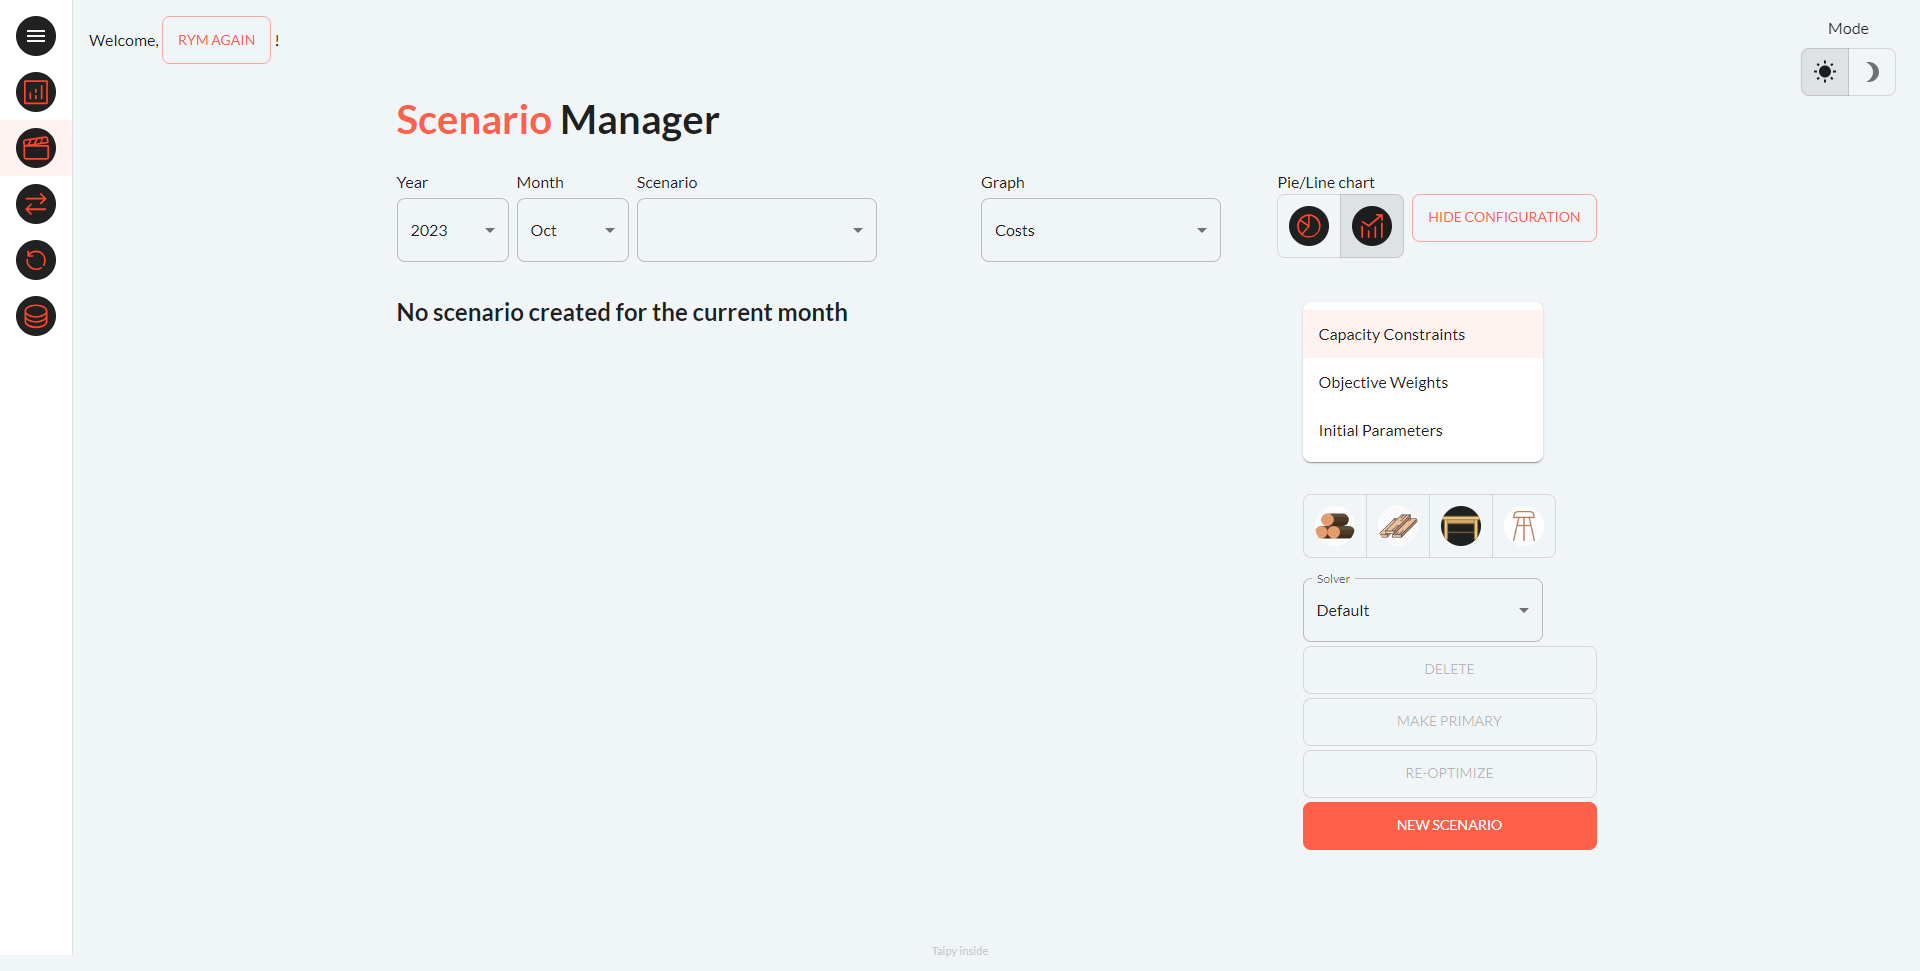 Welcome, RYM AGAIN !
Mode
Scenario Manager
Year
Month
Scenario
Graph
Pie/Line chart
2023
Oct
Costs
HIDE CONFIGURATION
No scenario created for the current month
Capacity Constraints
Objective Weights
Initial Parameters
Solver
Default
DELETE
MAKE PRIMARY
RE-OPTIMIZE
NEW SCENARIO
Taipy inside